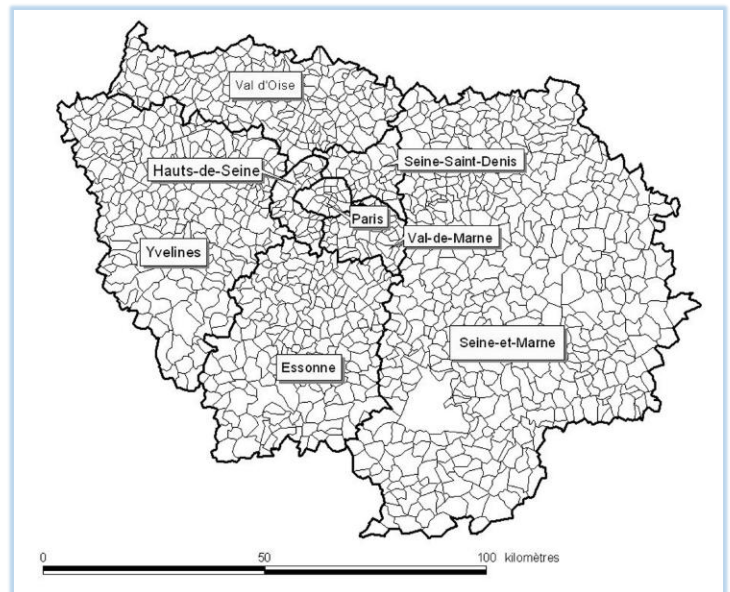 Val d'Oise
Hauts-de-Seine
Seine-Saint-Denis
Paris
Val-de-Marne
Yvelines
Seine-et-Marne
Essonne
0 50 100 kilomètres